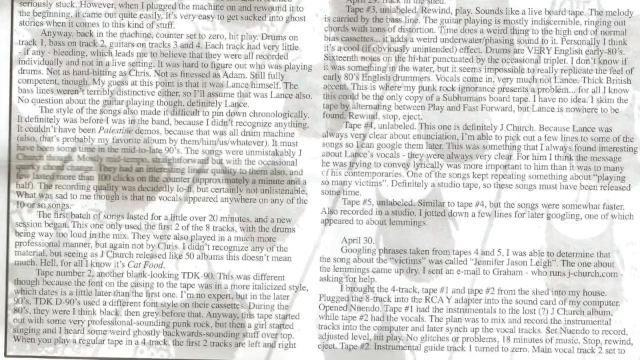 seriously stuck. However, when I plugged the machine on and rewound it to
the beginning, it came out quite easily. It's very easy to get sucked into ghost
stories when it comes to this kind of stuff.
Anyway, back in the machine, counter set to zero, hit play. Drums on
track 1, bass on track 2, guitars on tracks 3 and 4. Each track had very little,
if any - bleeding, which leads me to believe that they were all recorded
individually and not in a live setting. It was hard to figure out who was playing
drums. Not as hard-hitting as Chris. Not as finessed as Adam. Still fully
competent, though. My guess at this point is that it was Lance himself. The
bass lines weren't terribly distinctive either, so I'll assume that was also Lance.
No question about the guitar playing though, definitely Lance.
The style of the songs also made it difficult to pin down chronologically.
It definitely was before I was in the band, because I didn't recognize anything.
It couldn't have been Palestine demos, because that was all drum machine
(also, that's probably my favorite album by them/him/us/whatever). It must
have been some time in the mid-to-late 90's. The songs were unmistakably J
Church though. Mostly mid-tempo, straightforward, with the occasional
quirky chord change. They had an interesting linear quality to them also, and
none lasted more than 100 clicks on the counter (approximately a minute and a
half). The recording quality was decidedly lo-fi, but certainly not unlistenable.
What was sad to me though is that no vocals appeared anywhere on any of the
10-or so songs.
The first batch of songs lasted for a little over 20 minutes, and a new
session began. This one only used the first 2 of the 8 tracks, with the drums
being way too loud in the mix. They were also played in a much more
professional manner, but again not by Chris. I didn't recognize any of the
material, but seeing as J Church released like 50 albums this doesn't mean
much. Hell, for all I know it's Cat Food.
Tape number 2, another blank-looking TDK-90. This was different
though because the font on the casing to the tape was in a more italicized style,
which dates is a little later than the first one. I'm no expert, but in the later
90's, TDK D-90's used a different font style on their cassettes. During the
80's, they were I think black, then grey before that. Anyway, this tape started
out with some very professional-sounding punk rock, but then a girl started
singing and I heard some weird ghostly backwards-sounding stuff over top.
When you play a regular tape in a 4-track, the first 2 tracks are left and right
April 29. Back in the shed.
Tape #3, unlabeled. Rewind, play. Sounds like a live board tape. The melody
is carried by the bass line. The guitar playing is mostly indiscernible, ringing out
chords with tons of distortion. Time does a weird thing to the high end of normal
bias cassettes... it adds a weird underwater/phasing sound to it. Personally I think
it's a cool (if obviously unintended) effect. Drums are VERY English early-80's.
Sixteenth notes on the hi-hat punctuated by the occasional triplet. I don't know if
it was something in the water, but it seems impossible to really replicate the feel of
early 80's English drummers. Vocals come in, very much not Lance. Thick British
accent. This is where my punk rock ignorance presents a problem... for all I know
this could be the only copy of a Subhumans board tape. I have no idea. I skim the
tape by alternating between Play and Fast Forward, but Lance is nowhere to be
found. Rewind, stop, eject.
Tape #4, unlabeled. This one is definitely J Church. Because Lance was
always very clear about enunciation, I'm able to pick out a few lines to some of the
songs so I can google them later. This was something that I always found interesting
about Lance's vocals - they were always very clear. For him I think the message
he was trying to convey lyrically was more important to him than it was to many
of his contemporaries. One of the songs kept repeating something about "playing
so many victims". Definitely a studio tape, so these songs must have been released
some time.
Tape #5, unlabeled. Similar to tape #4, but the songs were somewhat faster.
Also recorded in a studio. I jotted down a few lines for later googling, one of which
appeared to about lemmings.
April 30.
Googling phrases taken from tapes 4 and 5, I was able to determine that
the song about the "victims" was called "Jennifer Jason Leigh". The one about
the lemmings came up dry. I sent an e-mail to Graham - who runs j-church.com -
asking for help.
I brought the 4-track, tape #1 and tape #2 from the shed into my house.
Plugged the 8-track into the RCA Y adapter into the sound card of my computer.
Opened Nuendo. Tape #1 had the instrumentals to the lost (?) J Church album,
while tape #2 had the vocals. The plan was to mix and record the instrumental
tracks into the computer and later synch up the vocal tracks. Set Nuendo to record,
adjusted level, hit play. No glitches or problems, 18 minutes of music. Stop, rewind,
eject. Tape #2. Instrumental guide track 1 turned to zero. Main vocal track 2 set to